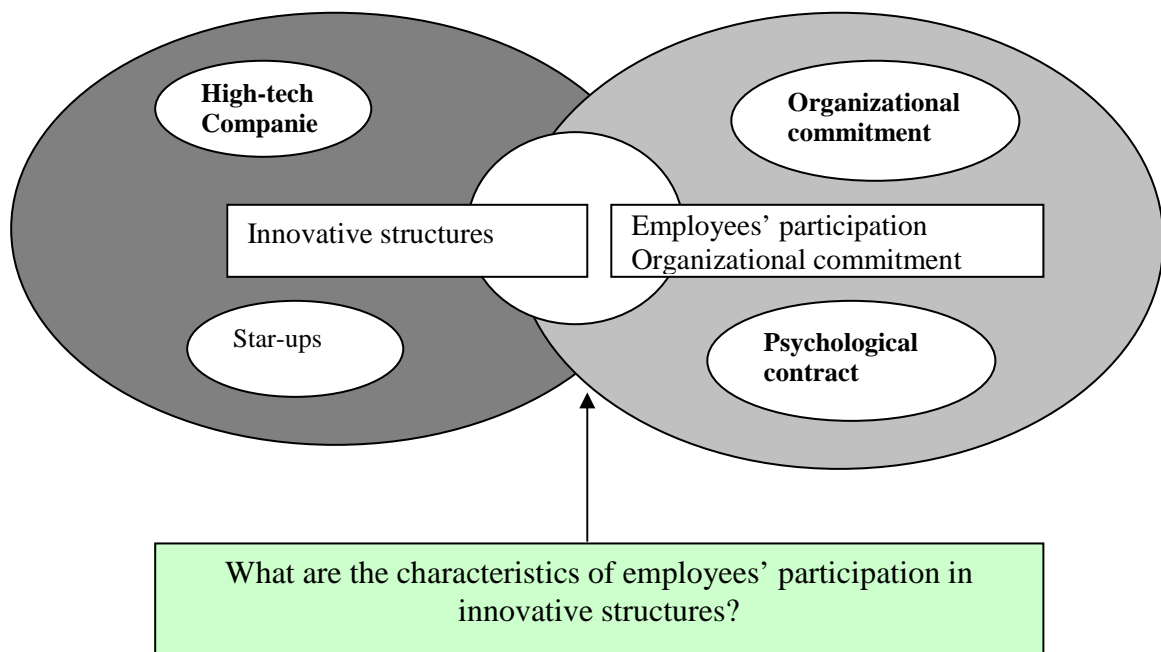 High-tech
Companie
Organizational
commitment
Innovative structures
Employees’ participation
Organizational commitment
Star-ups
Psychological
contract
What are the characteristics of employees’ participation in
innovative structures?